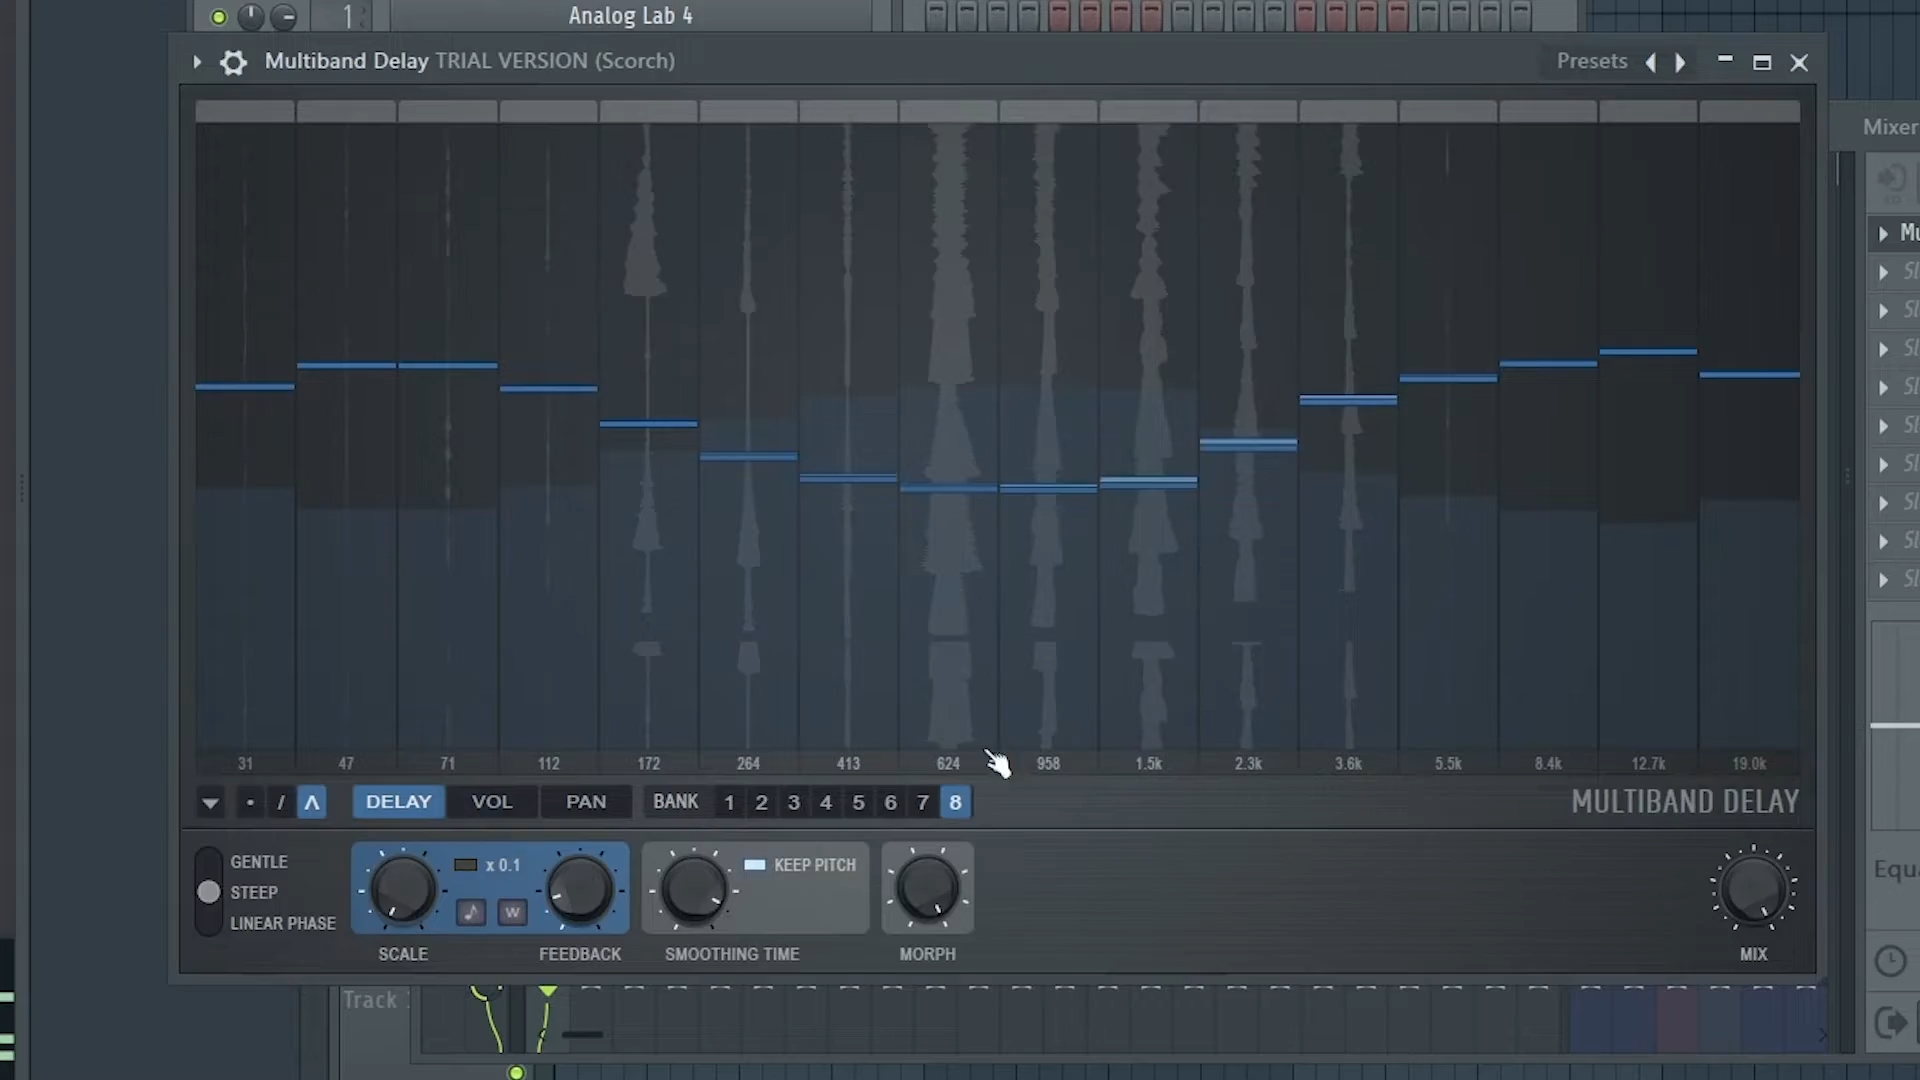 1 Analog Lab 4
Multiband Delay TRIAL VERSION (Scorch) Presets
Mixer
31 47 71 112 172 264 413 624 958 1.5k 2.3k 3.6k 5.5k 8.4k 12.7k 19.0k
DELAY VOL PAN BANK 1 2 3 4 5 6 7 8 MULTIBAND DELAY
GENTLE
STEEP
LINEAR PHASE
x 0.1
W
KEEP PITCH
SCALE FEEDBACK SMOOTHING TIME MORPH MIX
Track